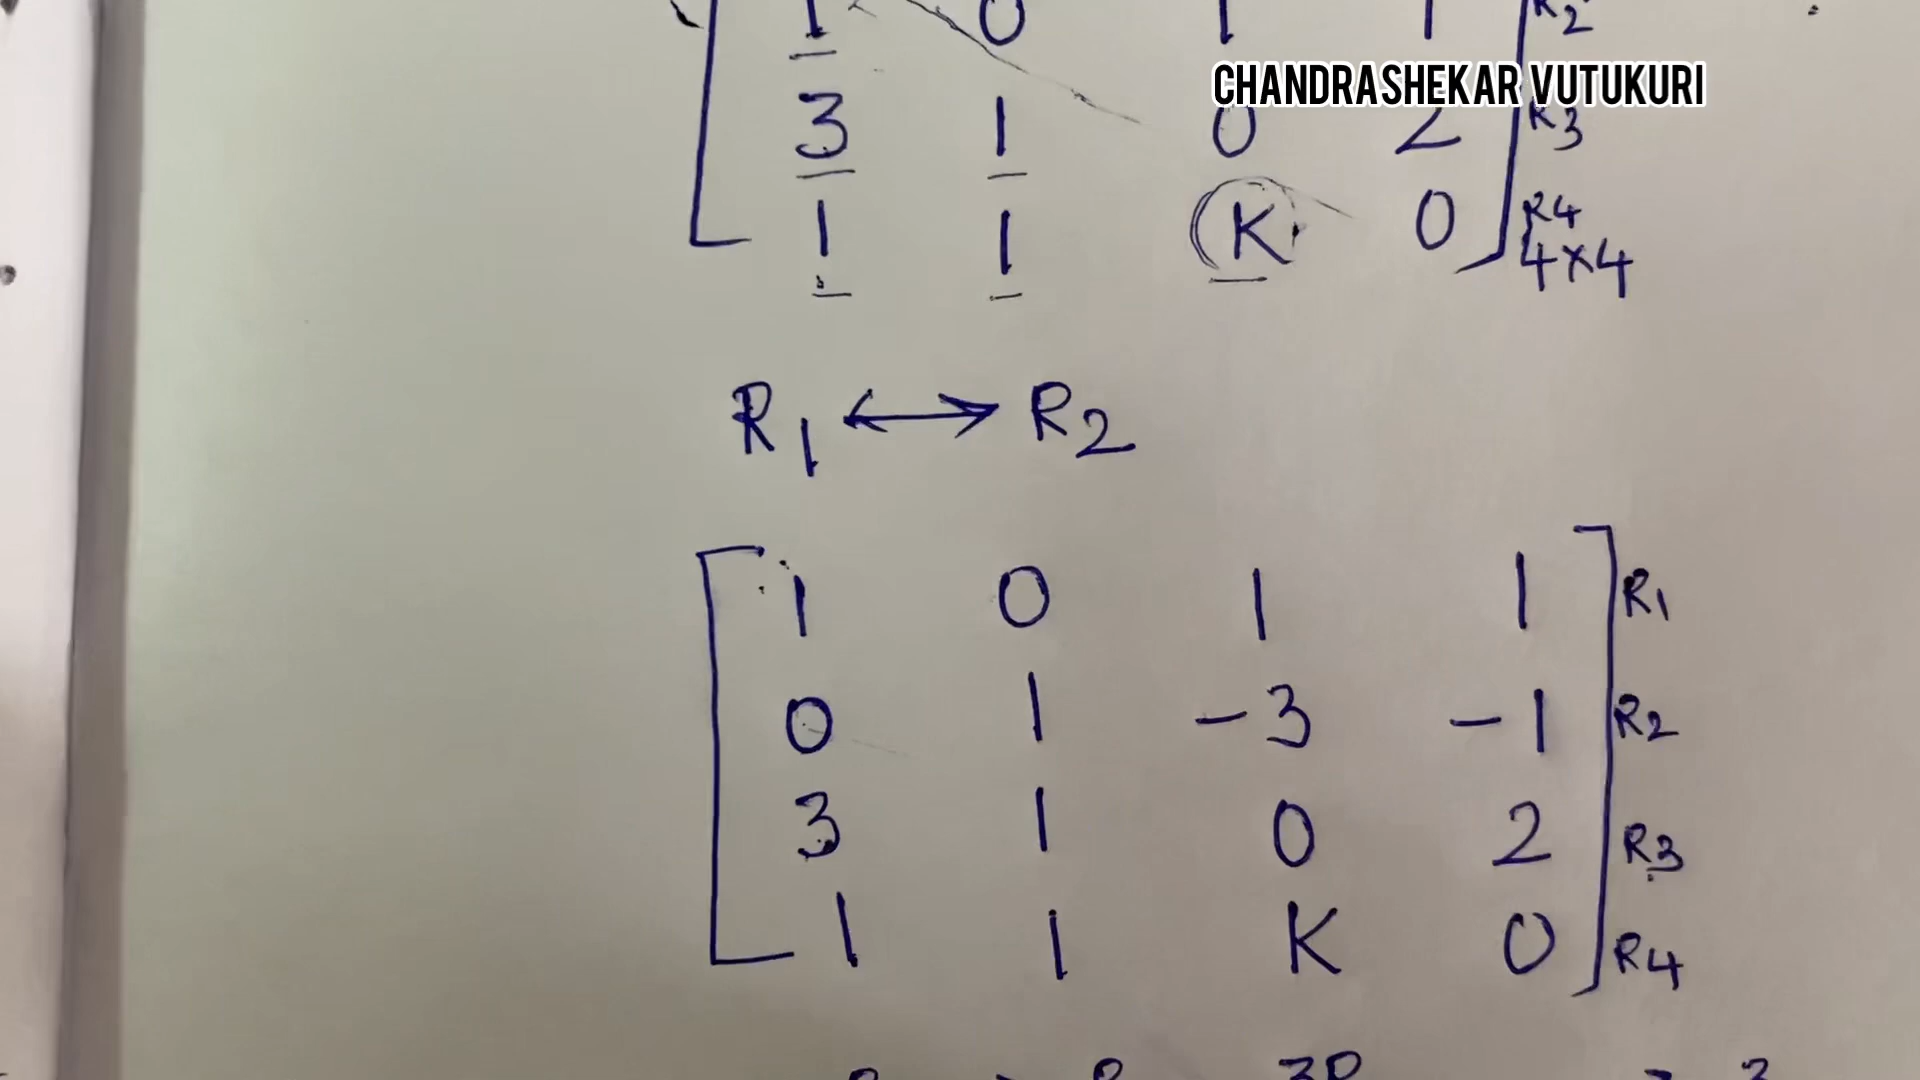 1 0 1 1 R2
CHANDRASHEKAR VUTUKURI
3 1 0 2 R3
1 1 K 0 R4
4×4
R1 ↔ R2
1 0 1 1 R1
0 1 -3 -1 R2
3 1 0 2 R3
1 1 K 0 R4